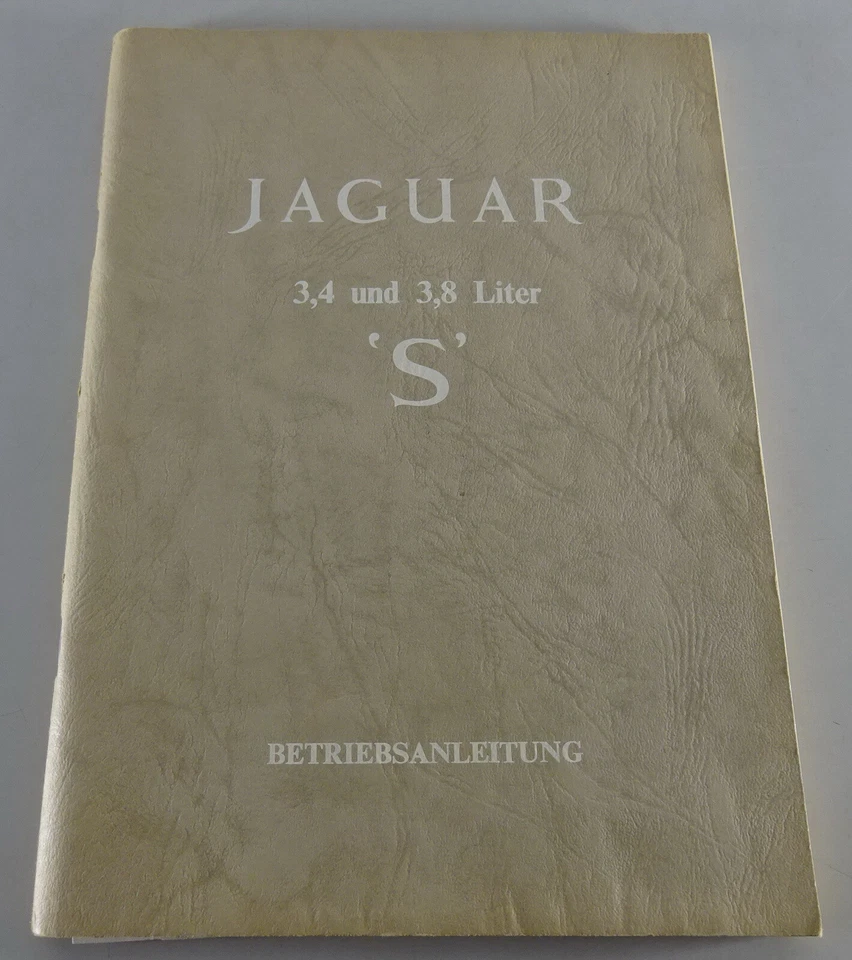 JAGUAR
3,4 und 3,8 Liter
‘S’
BETRIEBSANLEITUNG